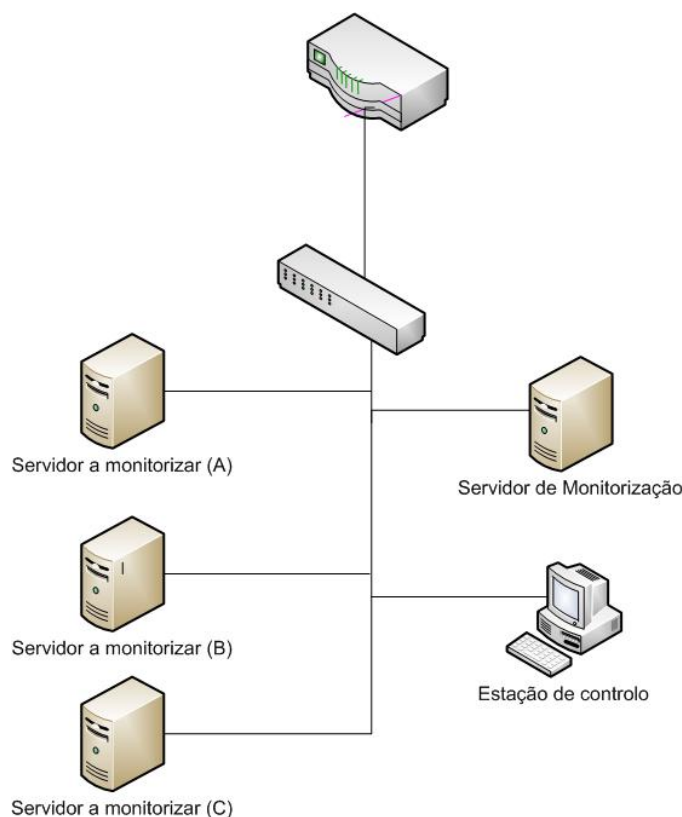 Servidor a monitorizar (A)
Servidor de Monitorização
Servidor a monitorizar (B)
Estação de controlo
Servidor a monitorizar (C)